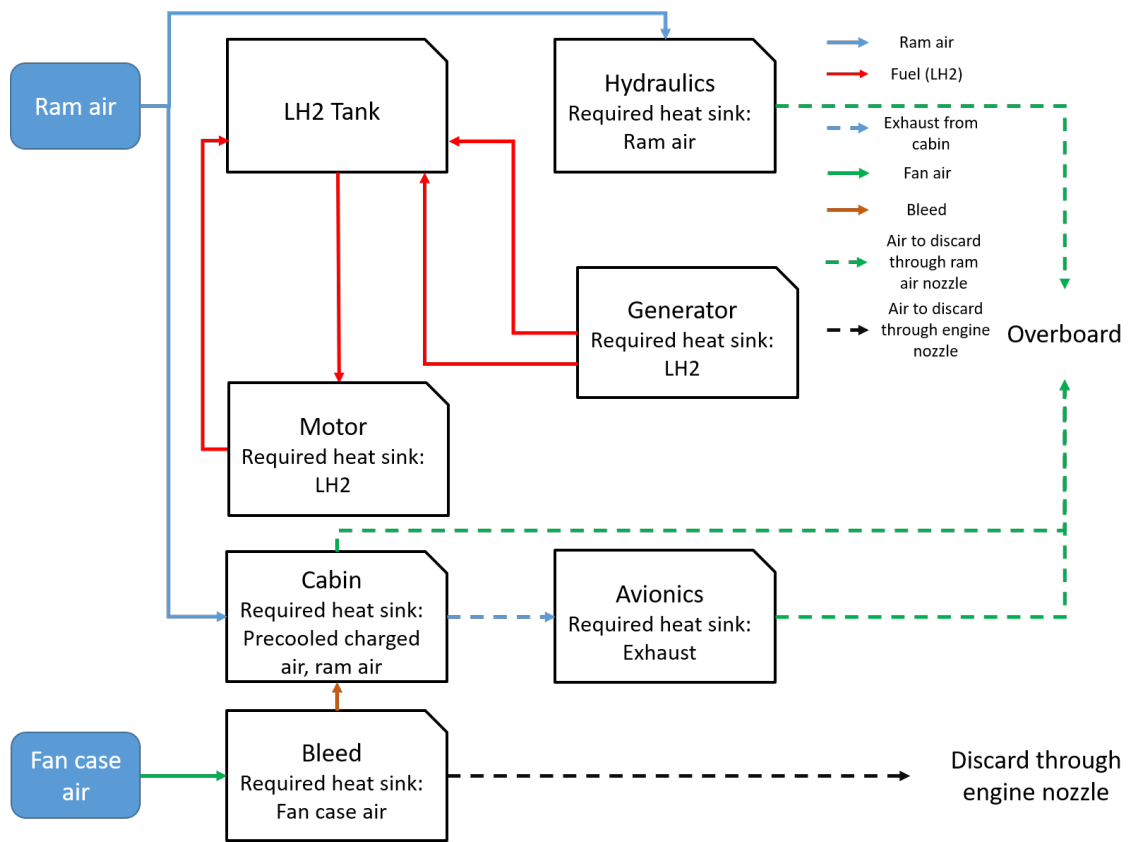 Ram air
LH2 Tank
Hydraulics
Required heat sink:
Ram air
Ram air
Fuel (LH2)
Exhaust from
cabin
Fan air
Bleed
Air to discard
through ram
air nozzle
Air to discard
through engine
nozzle
Overboard
Generator
Required heat sink:
LH2
Motor
Required heat sink:
LH2
Cabin
Required heat sink:
Precooled charged
air, ram air
Avionics
Required heat sink:
Exhaust
Fan case
air
Bleed
Required heat sink:
Fan case air
Discard through
engine nozzle